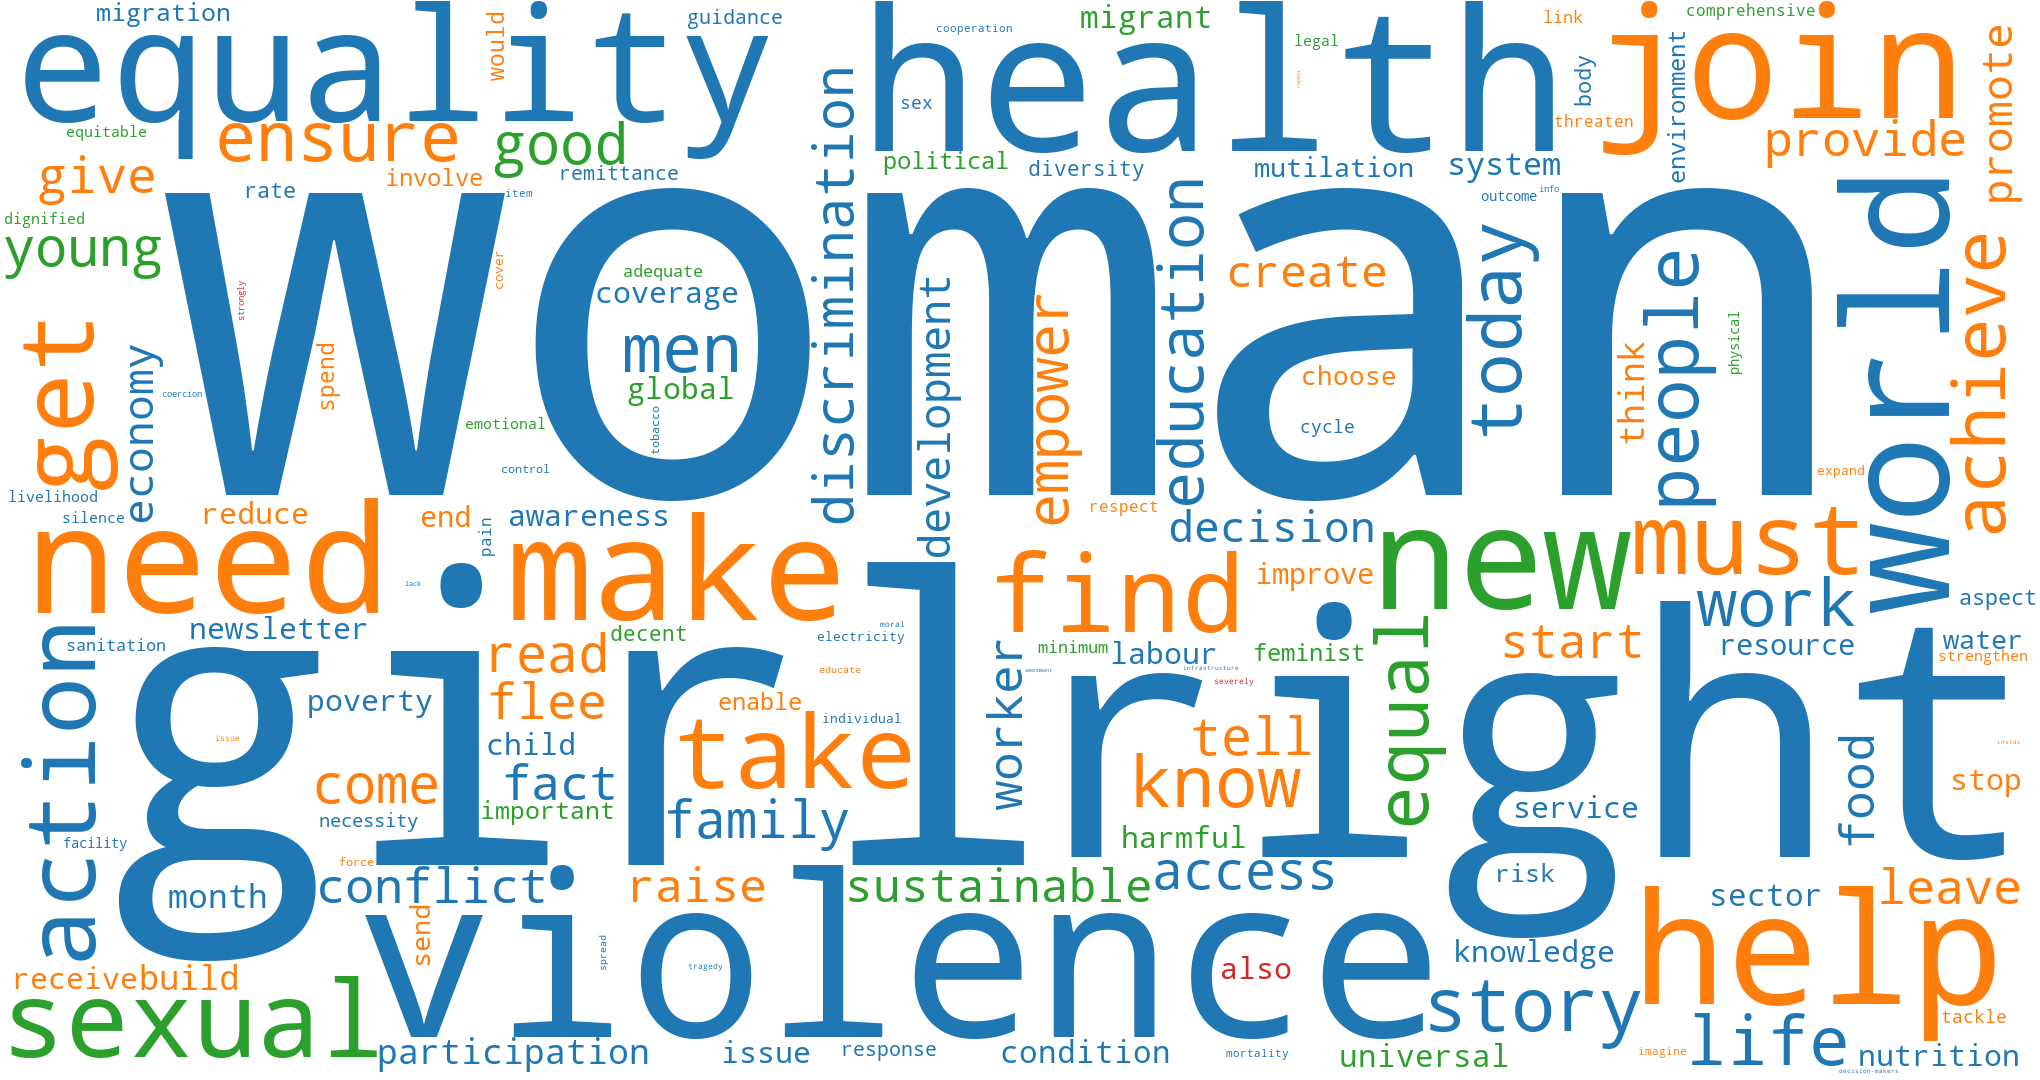 migration
equality
would
guidance
health
cooperation
migrant
legal
link
join
comprehensive
promote
equitable
ensure
good
remittance
sex
political
diversity
mutilation
system
body
threaten
environment
provide
give
rate
involve
item
discrimination
outcome
info
dignified
young
woman
strongly
cover
adequate
coverage
men
global
tobacco
emotional
control
coercion
spend
development
empower
education
create
choose
cycle
today
think
people
physical
world
achieve
expand
get
economy
livelihood
silence
reduce
end
pain
awareness
respect
decision
new
must
need
lack
make
find
improve
work
aspect
action
sanitation
newsletter
read
decent
moral
electricity
educate
worker
minimum
labour
amendment
infrastructure
severely
feminist
equal
start
resource
water
strengthen
girl
right
poverty
flee
enable
individual
issue
child
take
tell
know
instai
stop
come
fact
important
necessity
family
harmful
service
food
facility
force
month
conflict
raise
sustainable
access
risk
sector
leave
send
violence
spread
tragedy
also
knowledge
help
receive
build
sexual
story
tackle
participation
issue
response
condition
mortality
universal
imagine
life
nutrition
decision-makers